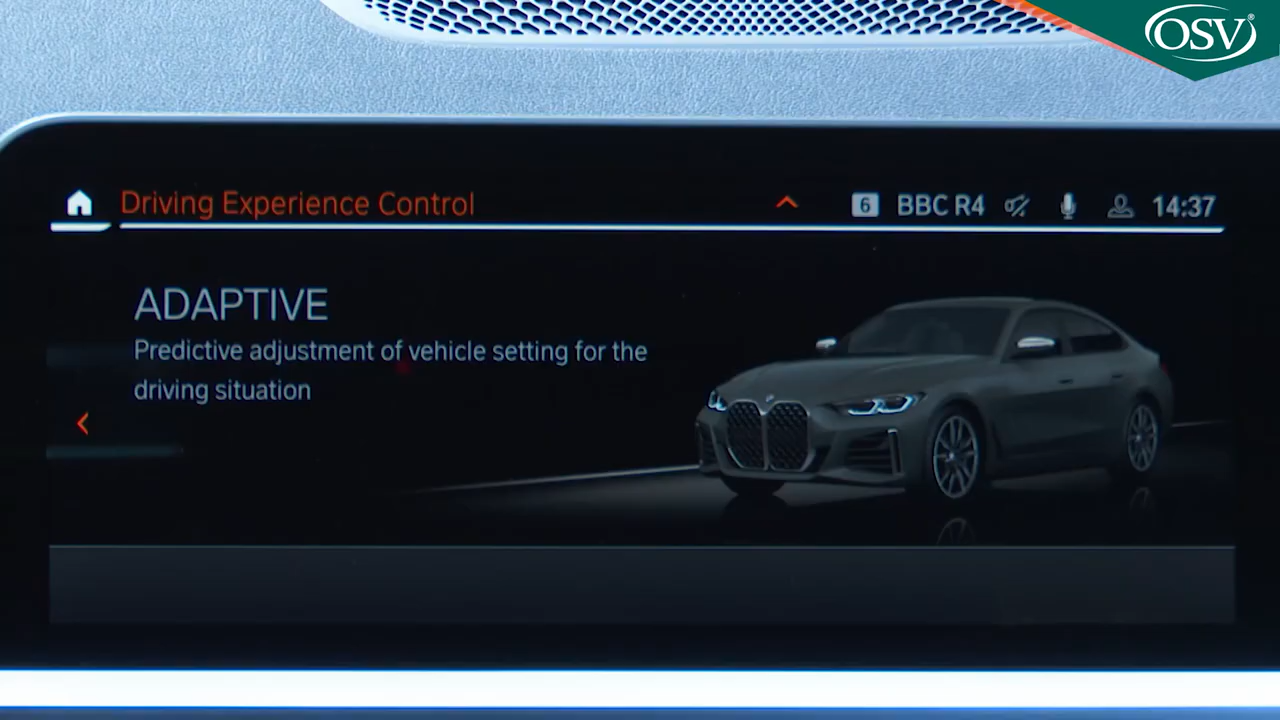 OSV®
Driving Experience Control
6 BBC R4 14:37
ADAPTIVE
Predictive adjustment of vehicle setting for the
driving situation